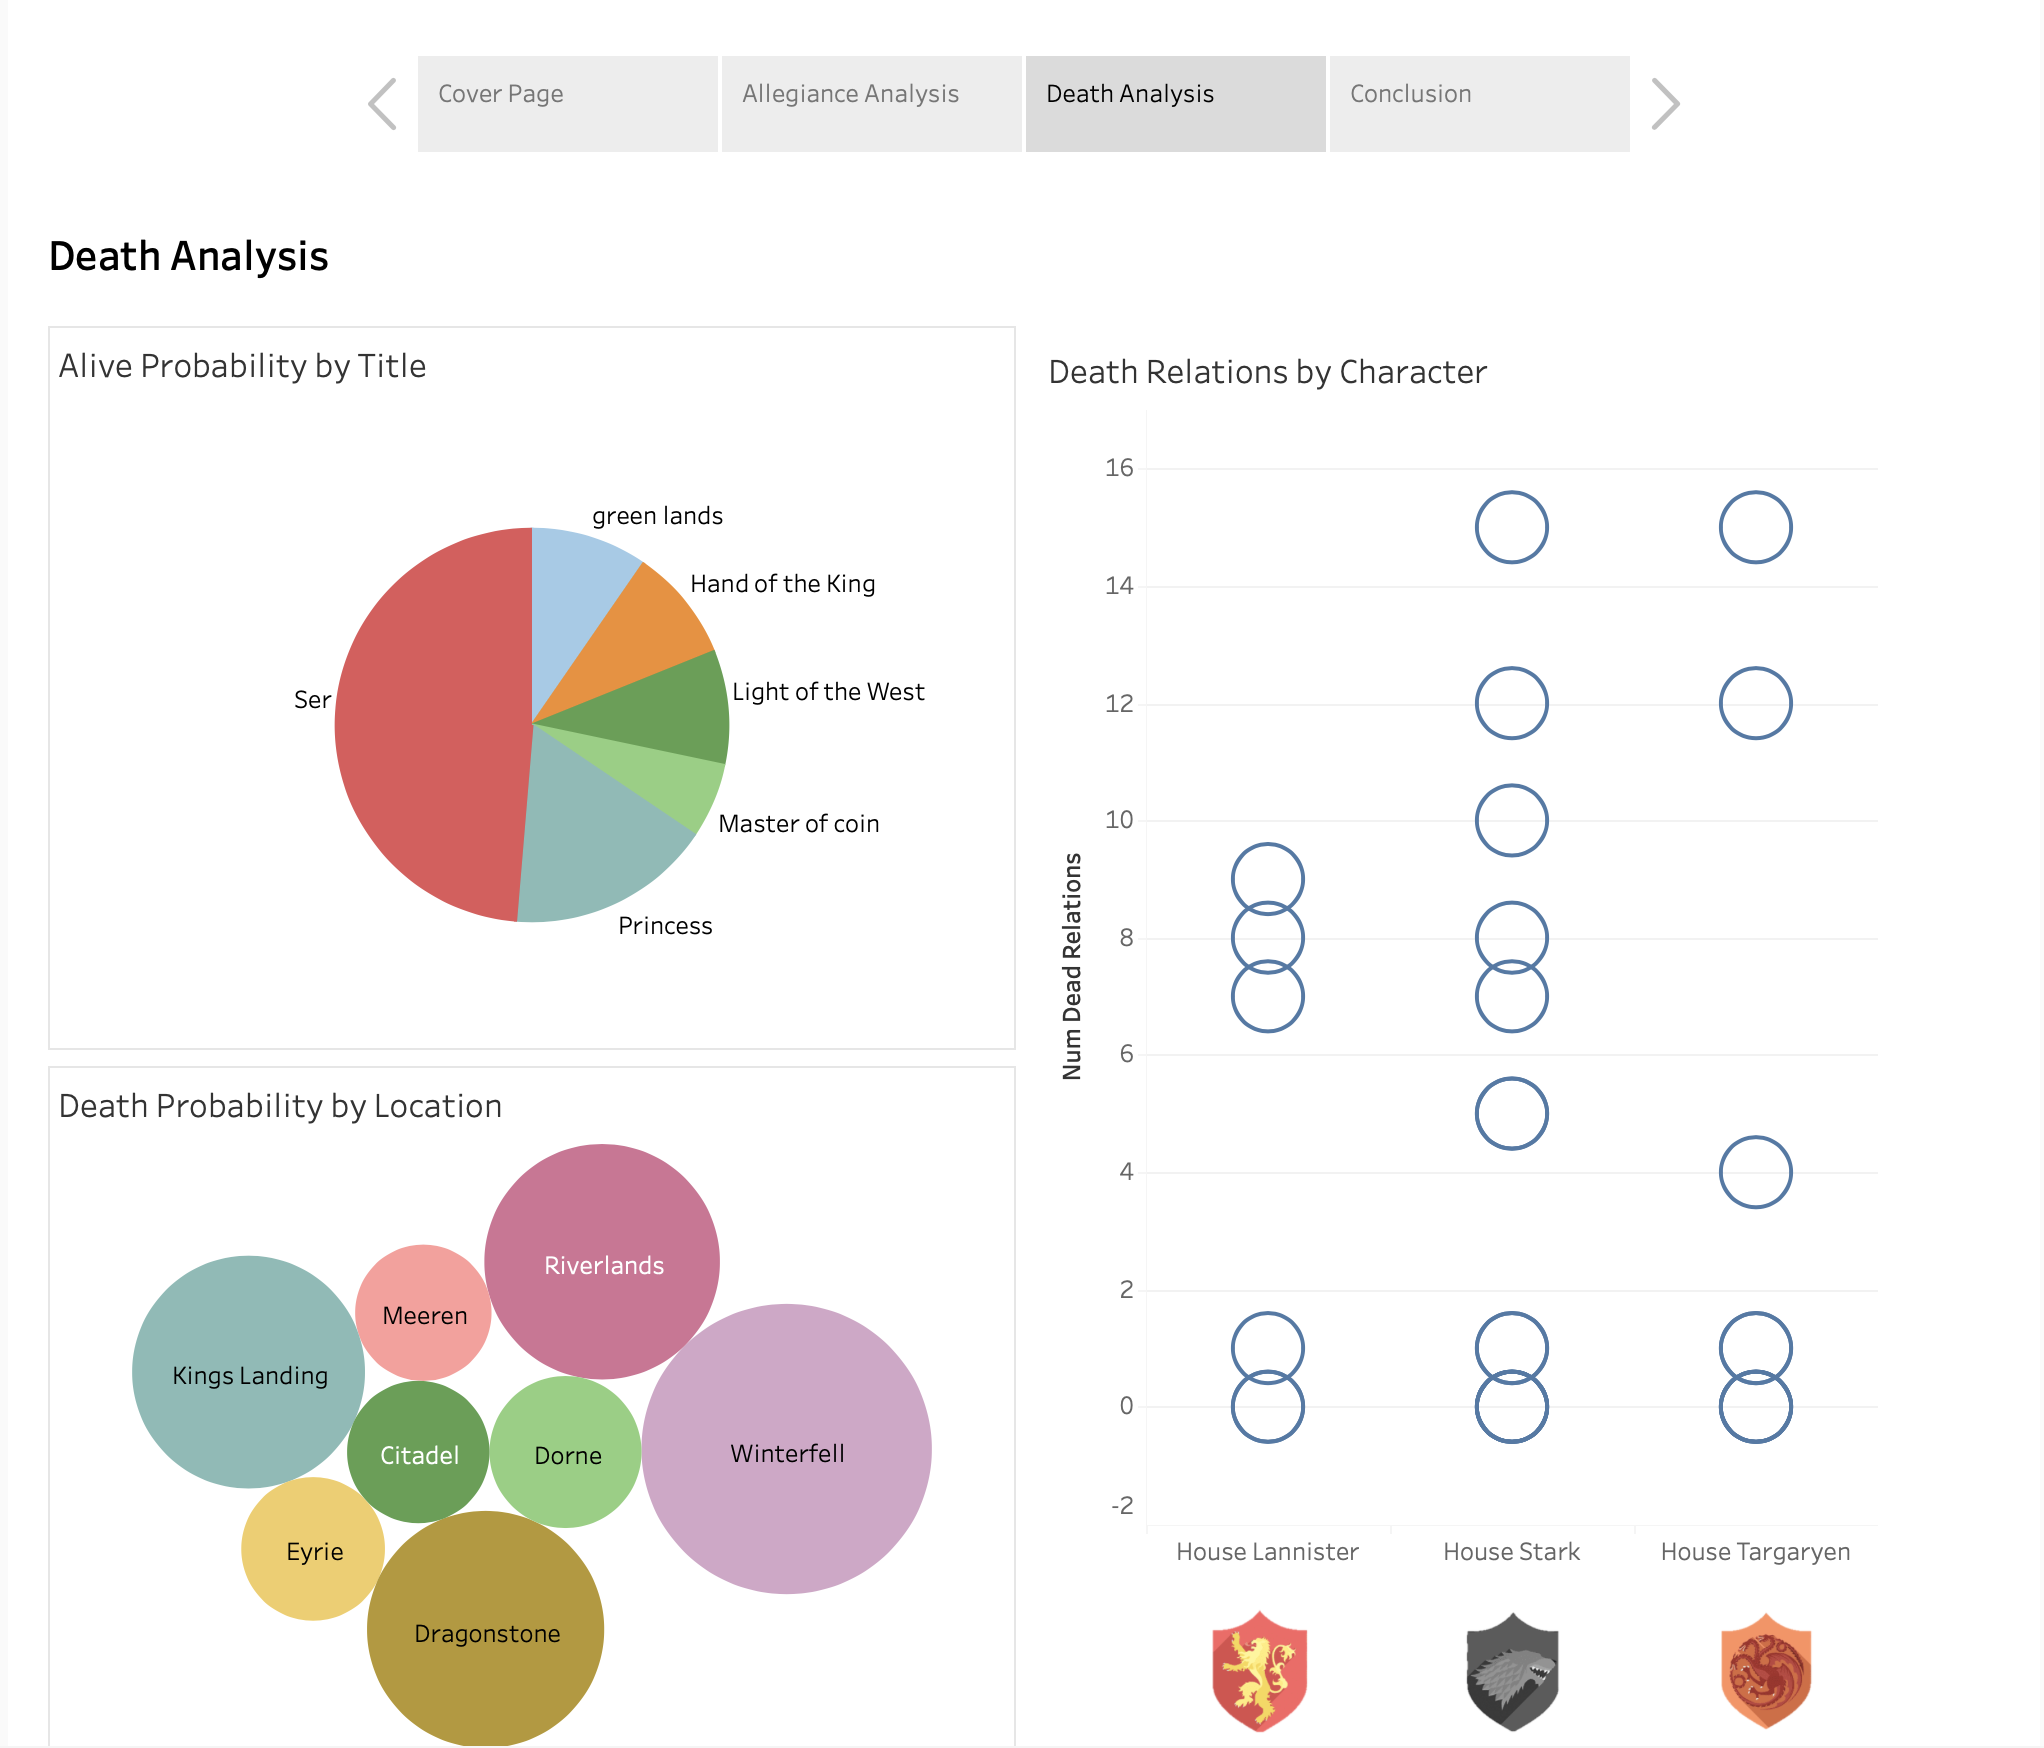 Cover Page
Allegiance Analysis
Death Analysis
Conclusion
Death Analysis
Alive Probability by Title
green lands
Hand of the King
Light of the West
Ser
Master of coin
Princess
Death Probability by Location
Riverlands
Meeren
Kings Landing
Winterfell
Citadel
Dorne
Eyrie
Dragonstone
Death Relations by Character
Num Dead Relations
16
14
12
10
8
6
4
2
0
-2
House Lannister
House Stark
House Targaryen